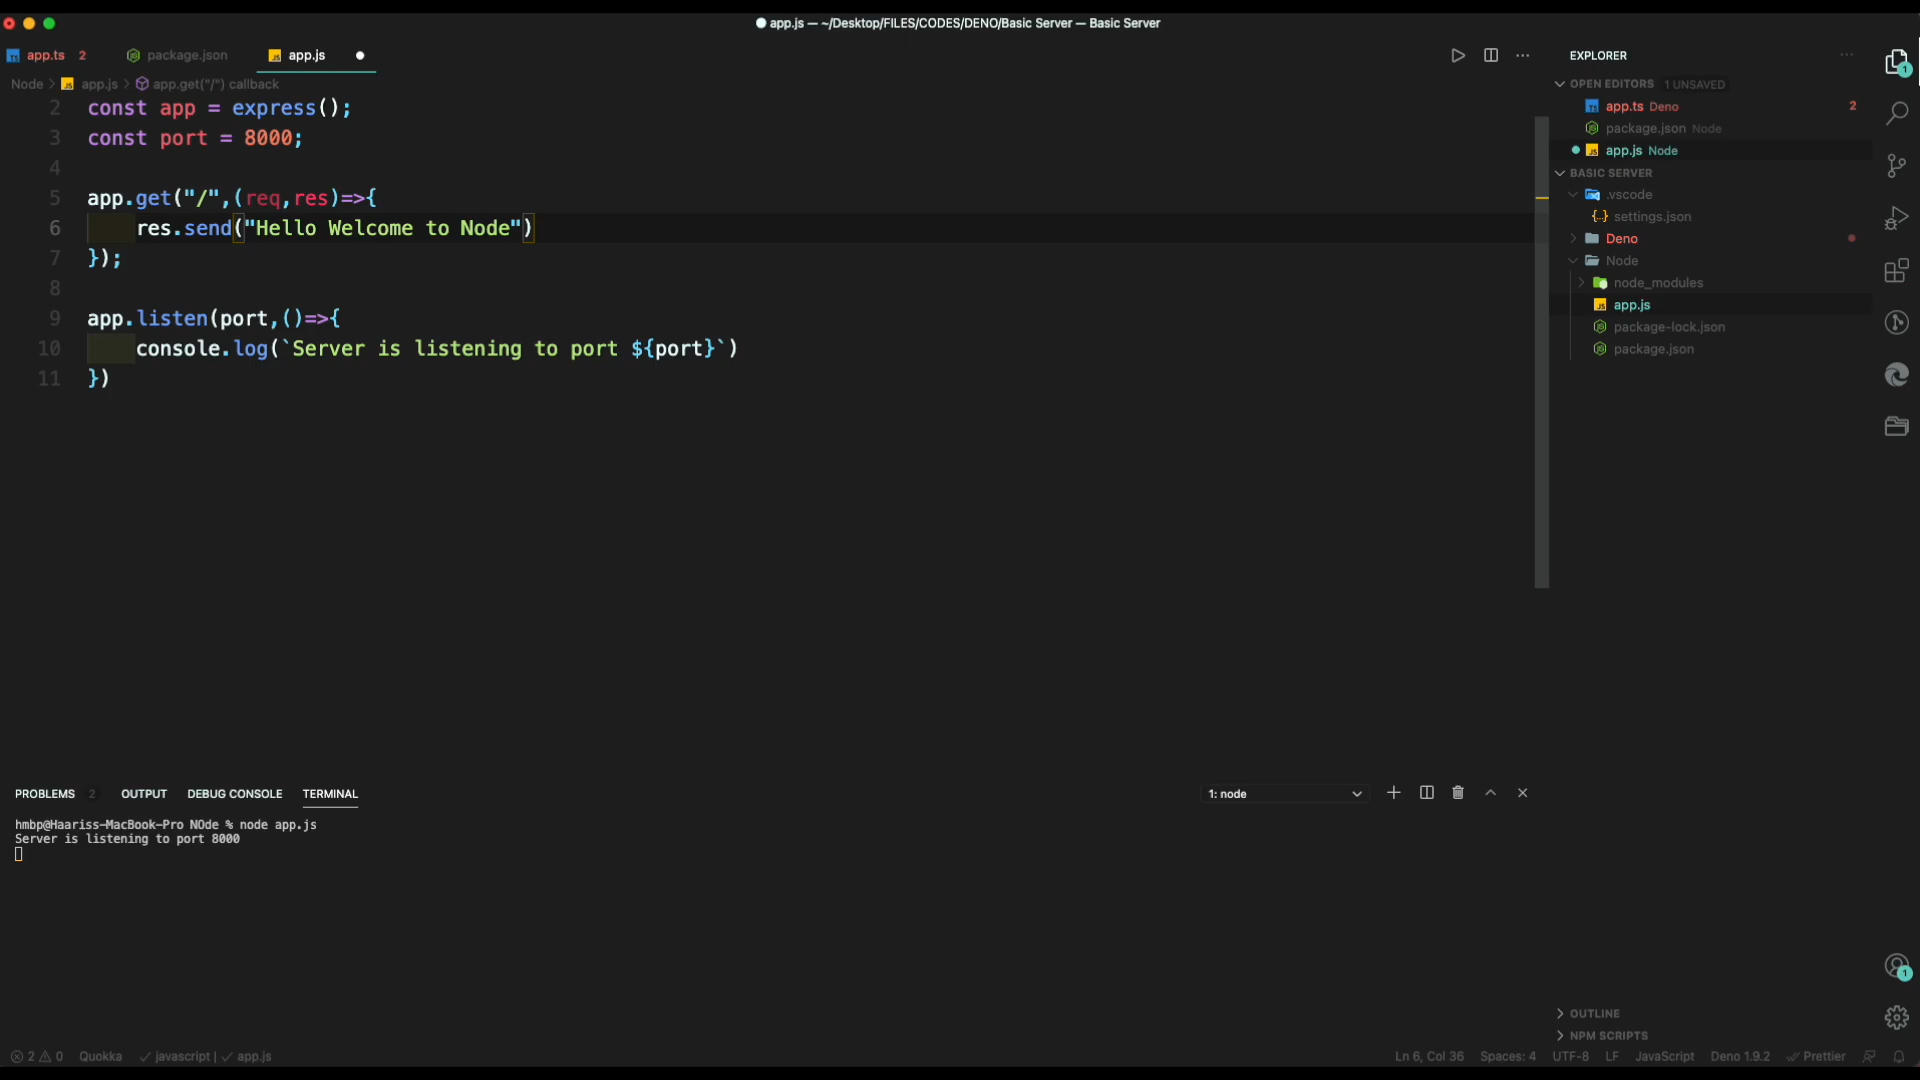 app.js — ~/Desktop/FILES/CODES/DENO/Basic Server — Basic Server
app.ts 2 package.json app.js
Node > app.js > app.get("/") callback
2 const app = express();
3 const port = 8000;
4
5 app.get("/",(req,res)=>{
6 res.send("Hello Welcome to Node")
7 });
8
9 app.listen(port,()=>{
10 console.log(`Server is listening to port ${port}`)
11 })
EXPLORER
OPEN EDITORS 1 UNSAVED
app.ts Deno 2
package.json Node
app.js Node
BASIC SERVER
.vscode
settings.json
Deno
Node
node_modules
app.js
package-lock.json
package.json
OUTLINE
NPM SCRIPTS
1
1
PROBLEMS 2 OUTPUT DEBUG CONSOLE TERMINAL 1: node
hmbp@Haariss-MacBook-Pro NOde % node app.js
Server is listening to port 8000
2 0 Quokka javascript | app.js Ln 6, Col 36 Spaces: 4 UTF-8 LF JavaScript Deno 1.9.2 Prettier